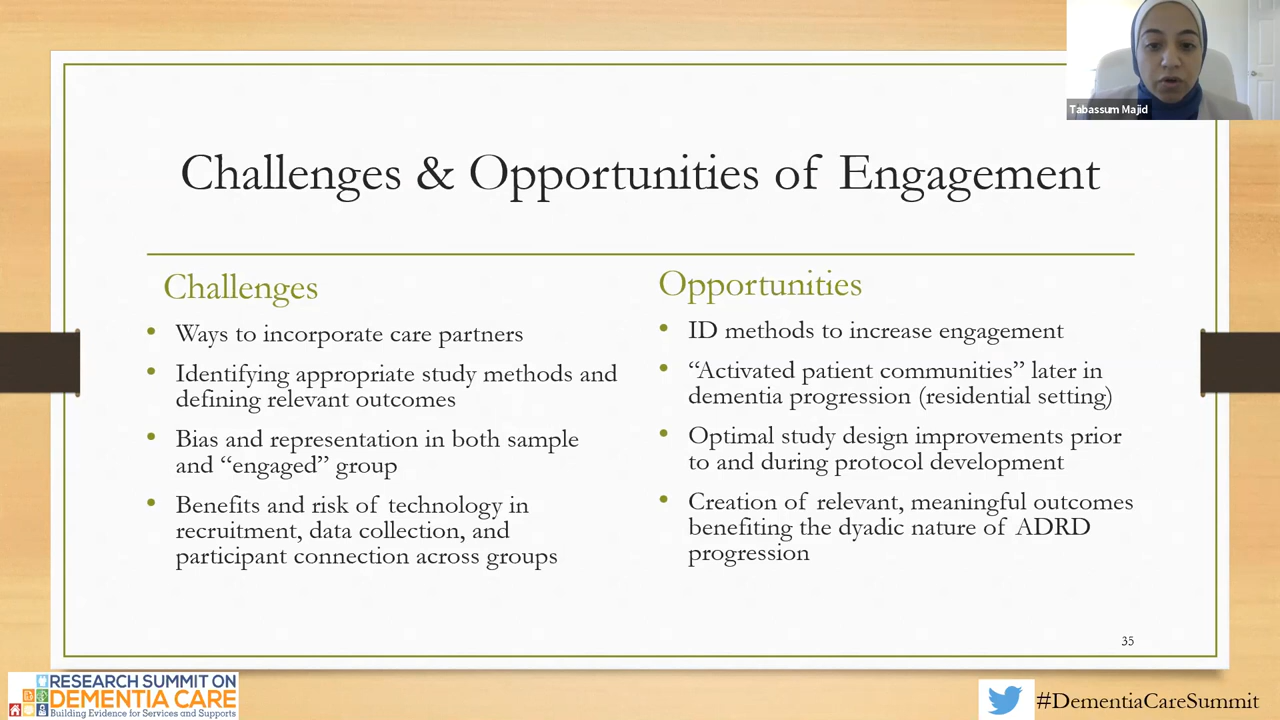 Tabassum Majid
Challenges & Opportunities of Engagement
Challenges
• Ways to incorporate care partners
• Identifying appropriate study methods and
defining relevant outcomes
• Bias and representation in both sample
and “engaged” group
• Benefits and risk of technology in
recruitment, data collection, and
participant connection across groups
Opportunities
• ID methods to increase engagement
• “Activated patient communities” later in
dementia progression (residential setting)
• Optimal study design improvements prior
to and during protocol development
• Creation of relevant, meaningful outcomes
benefiting the dyadic nature of ADRD
progression
35
RESEARCH SUMMIT ON
DEMENTIA CARE
Building Evidence for Services and Supports
#DementiaCareSummit